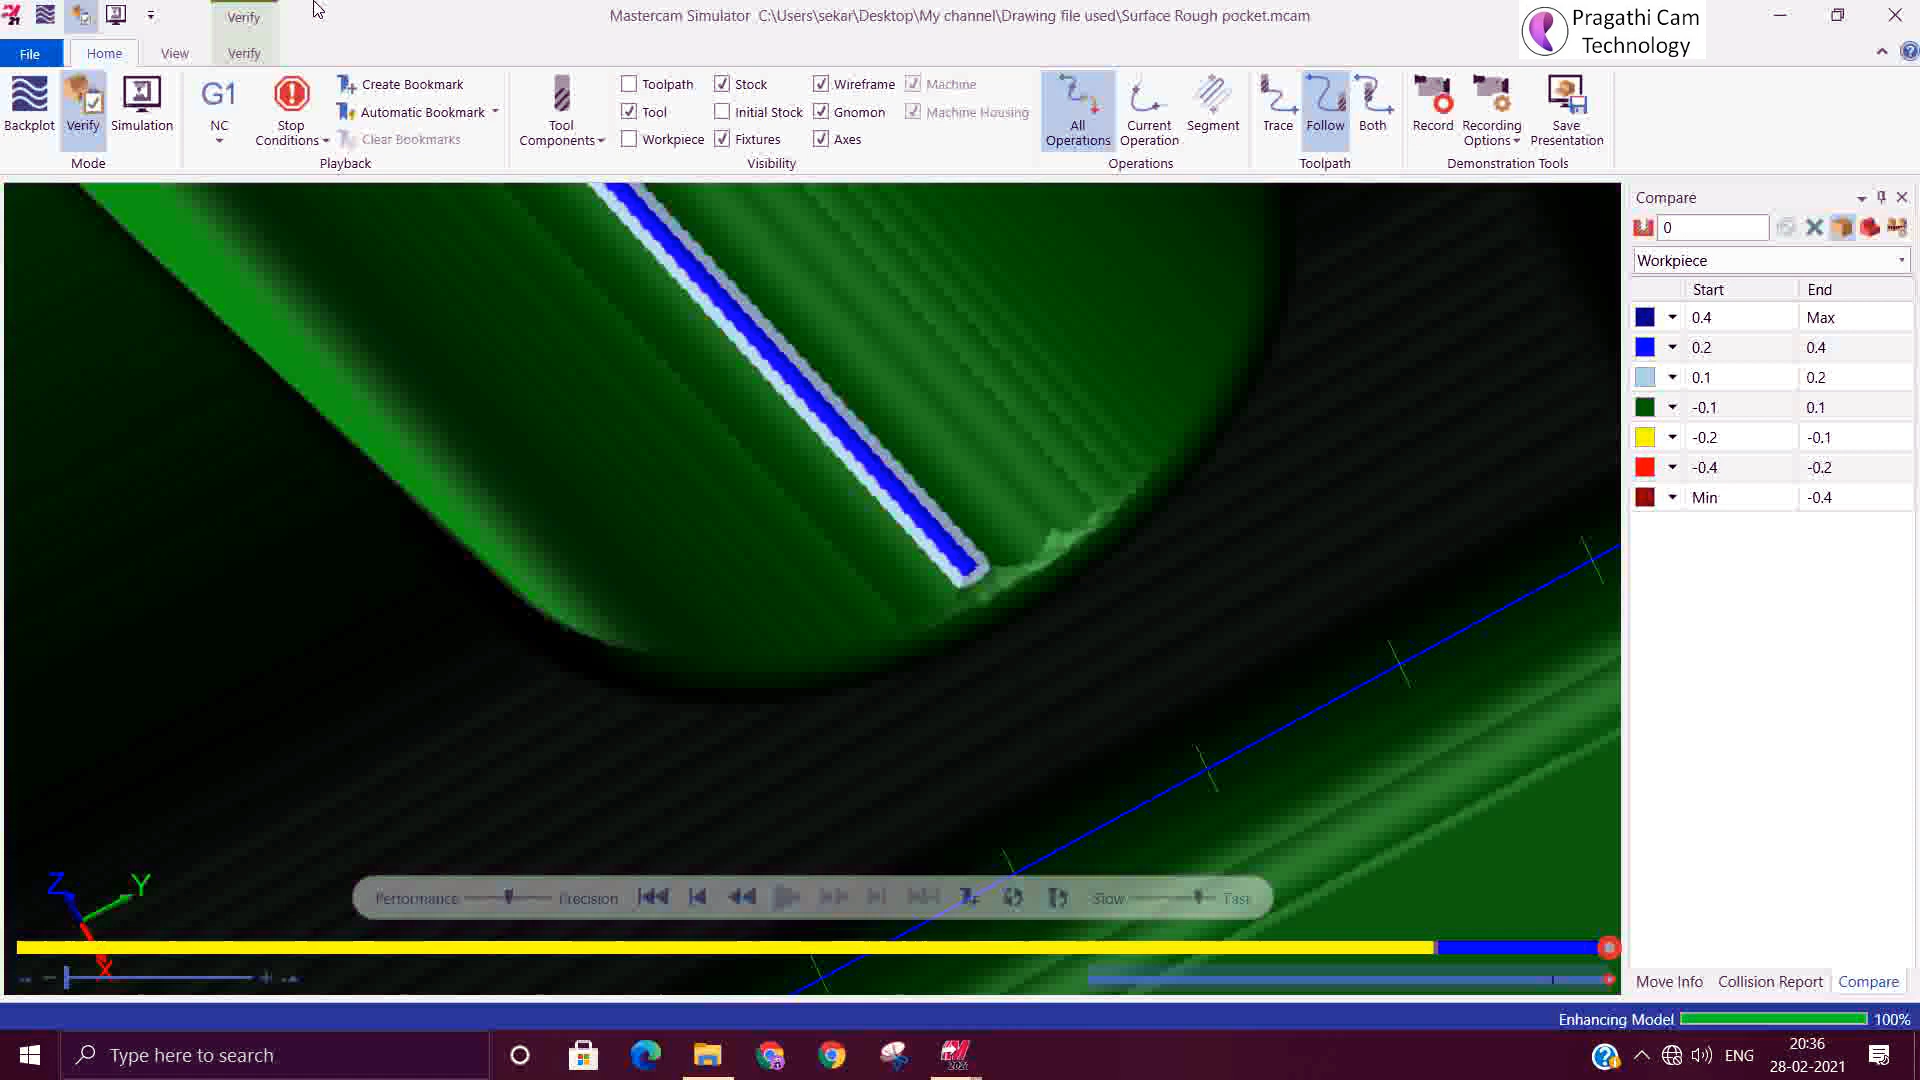 Verify
Mastercam Simulator C:\Users\sekar\Desktop\My channel\Drawing file used\Surface Rough pocket.mcam
Pragathi Cam
Technology
File
Home
View
Verify
Backplot
Verify
Simulation
Mode
G1
NC
Stop
Conditions
Create Bookmark
Automatic Bookmark
Clear Bookmarks
Playback
Tool
Components
Toolpath
Tool
Workpiece
Stock
Initial Stock
Fixtures
Wireframe
Gnomon
Axes
Machine
Machine Housing
Visibility
All
Operations
Current
Operation
Segment
Operations
Trace
Follow
Both
Toolpath
Record
Recording
Options
Save
Presentation
Demonstration Tools
Compare
0
Workpiece
Start End
0.4 Max
0.2 0.4
0.1 0.2
-0.1 0.1
-0.2 -0.1
-0.4 -0.2
Min -0.4
Z
Y
X
Performance
Precision
Slow
Fast
Move Info
Collision Report
Compare
Enhancing Model 100%
Type here to search
2021
ENG
20:36
28-02-2021